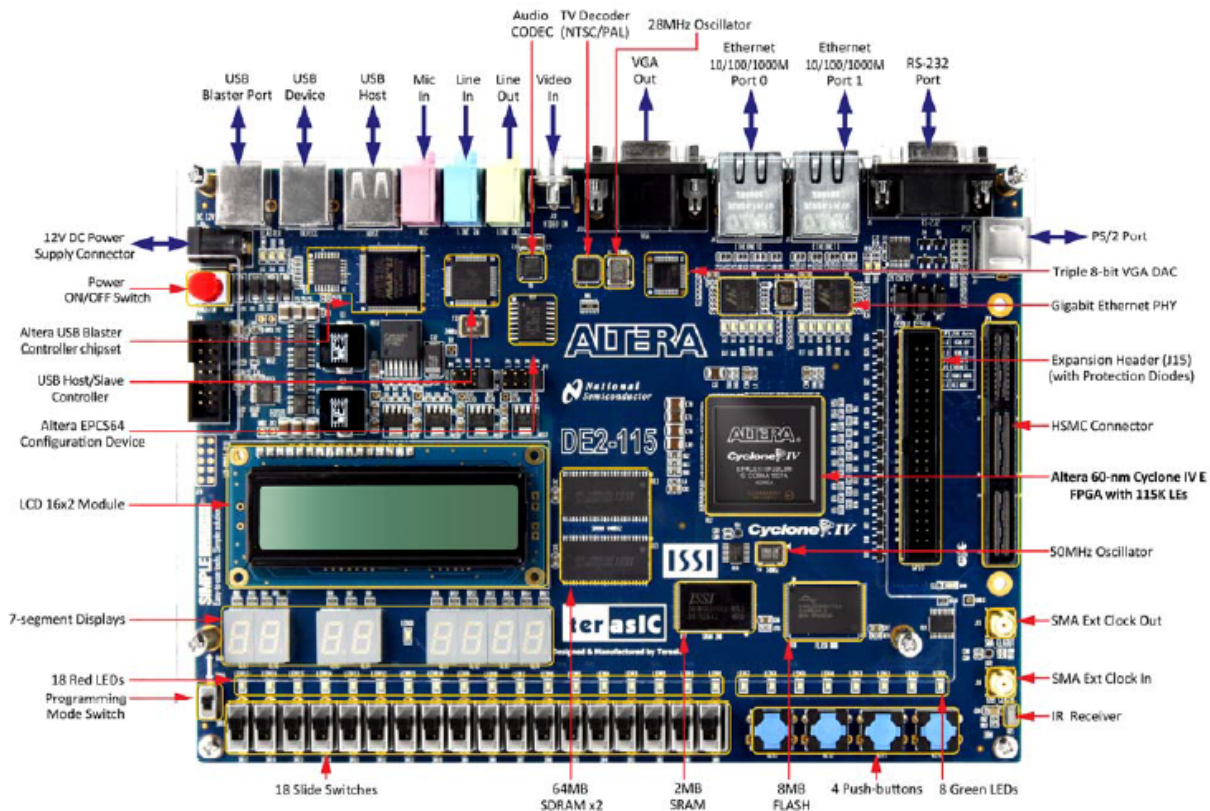 Audio
CODEC
TV Decoder
(NTSC/PAL)
28MHz Oscillator
USB
Blaster Port
USB
Device
USB
Host
Mic
In
Line
In
Line
Out
Video
In
VGA
Out
Ethernet
10/100/1000M
Port 0
Ethernet
10/100/1000M
Port 1
RS-232
Port
12V DC Power
Supply Connector
PS/2 Port
Power
ON/OFF Switch
Triple 8-bit VGA DAC
Gigabit Ethernet PHY
Altera USB Blaster
Controller chipset
ALTERA
Expansion Header (J15)
(with Protection Diodes)
USB Host/Slave
Controller
National
Semiconductor
Altera EPCS64
Configuration Device
DE2-115
ALTERA
Cyclone IV
HSMC Connector
LCD 16x2 Module
Altera 60-nm Cyclone IV E
FPGA with 115K LEs
Cyclone IV
50MHz Oscillator
ISSI
ISSI
7-segment Displays
terasIC
Designed & Manufactured by Terasic
SMA Ext Clock Out
18 Red LEDs
SMA Ext Clock In
Programming
Mode Switch
IR Receiver
18 Slide Switches
64MB
SDRAM x2
2MB
SRAM
8MB
FLASH
4 Push-buttons
8 Green LEDs